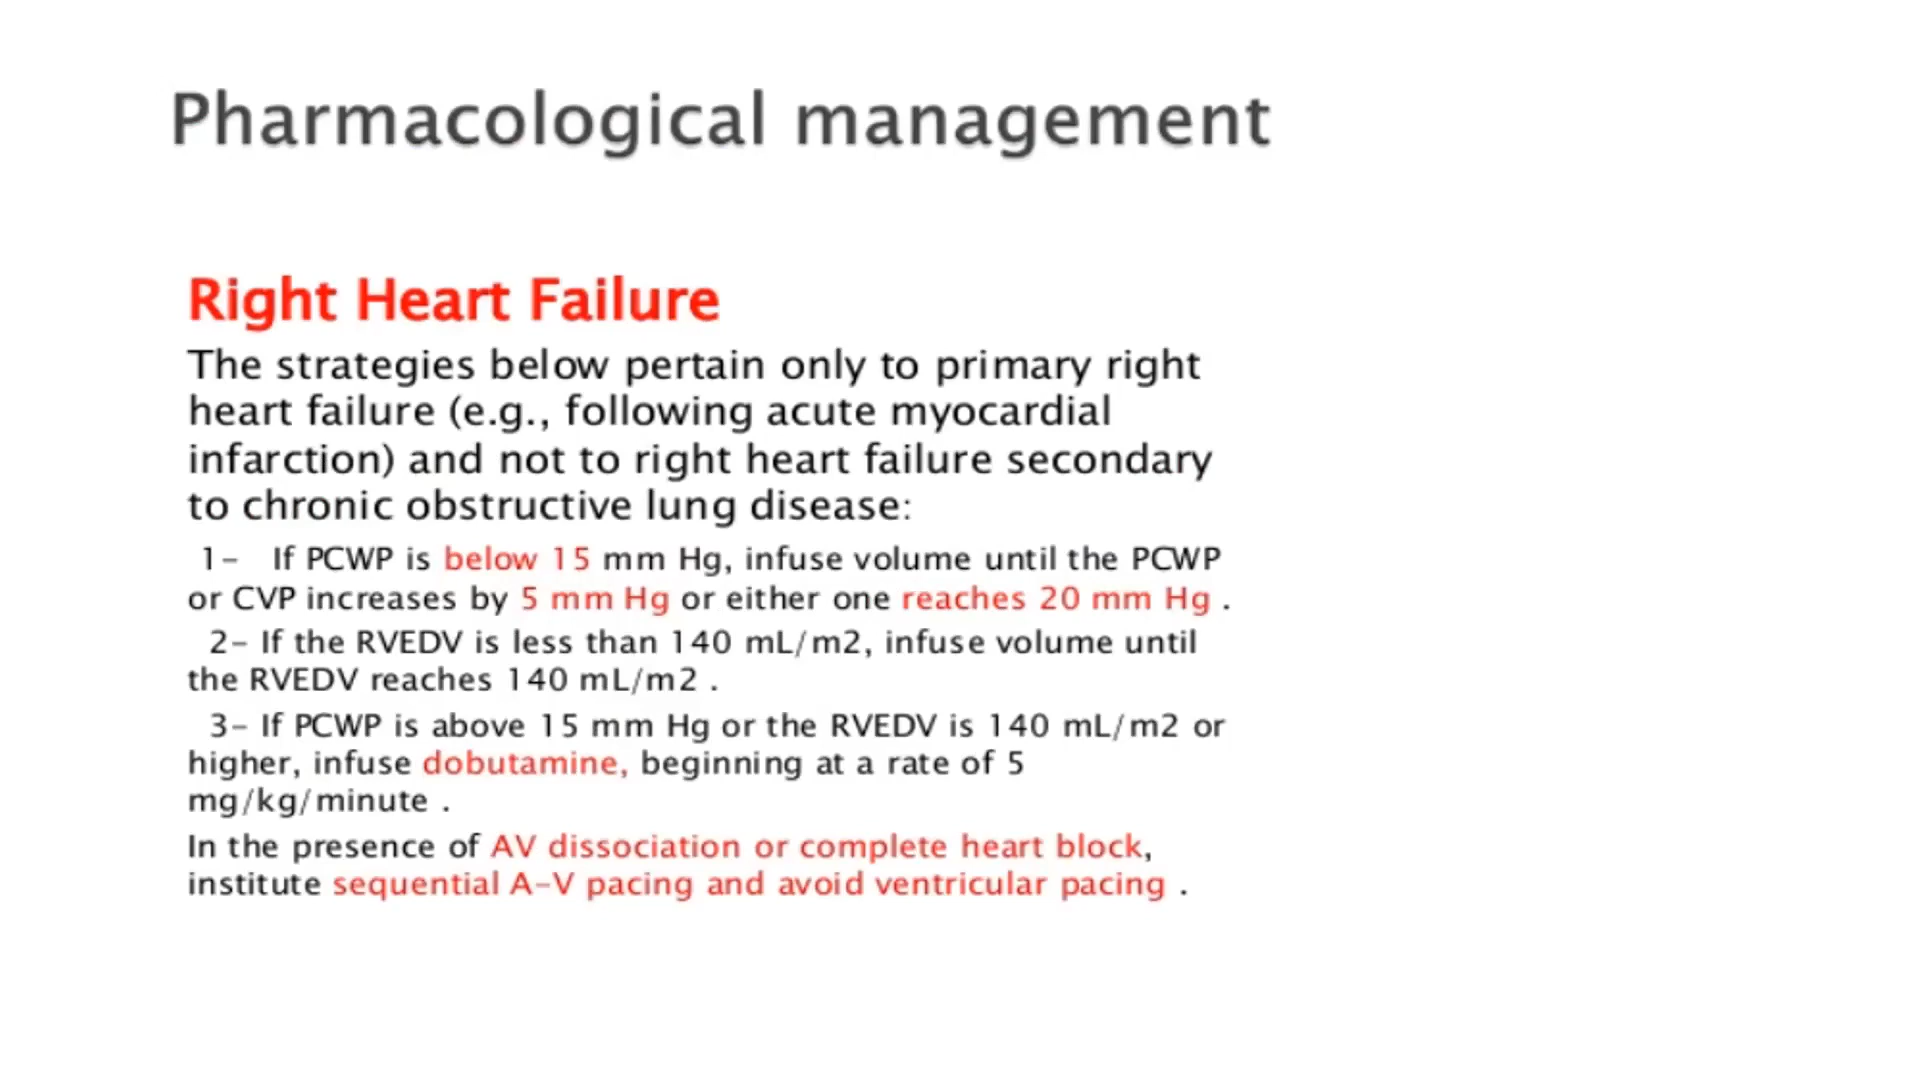 Pharmacological management
Right Heart Failure
The strategies below pertain only to primary right
heart failure (e.g., following acute myocardial
infarction) and not to right heart failure secondary
to chronic obstructive lung disease:
1- If PCWP is below 15 mm Hg, infuse volume until the PCWP
or CVP increases by 5 mm Hg or either one reaches 20 mm Hg .
2- If the RVEDV is less than 140 mL/m2, infuse volume until
the RVEDV reaches 140 mL/m2 .
3- If PCWP is above 15 mm Hg or the RVEDV is 140 mL/m2 or
higher, infuse dobutamine, beginning at a rate of 5
mg/kg/minute .
In the presence of AV dissociation or complete heart block,
institute sequential A-V pacing and avoid ventricular pacing .